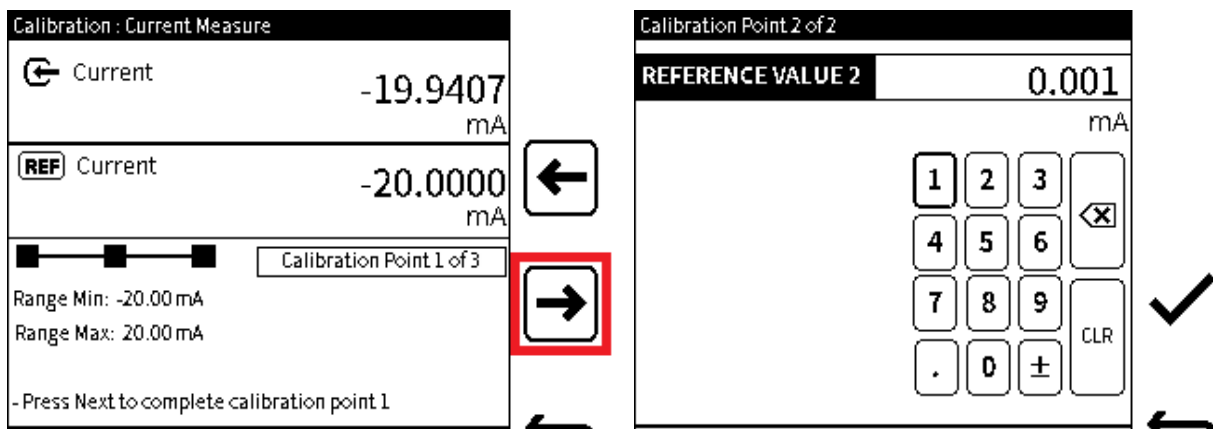 Calibration : Current Measure
Current
-19.9407
mA
REF Current
-20.0000
mA
Calibration Point 1 of 3
Range Min: -20.00 mA
Range Max: 20.00 mA
- Press Next to complete calibration point 1
Calibration Point 2 of 2
REFERENCE VALUE 2 0.001
mA
1 2 3
4 5 6
7 8 9
CLR
. 0 ±